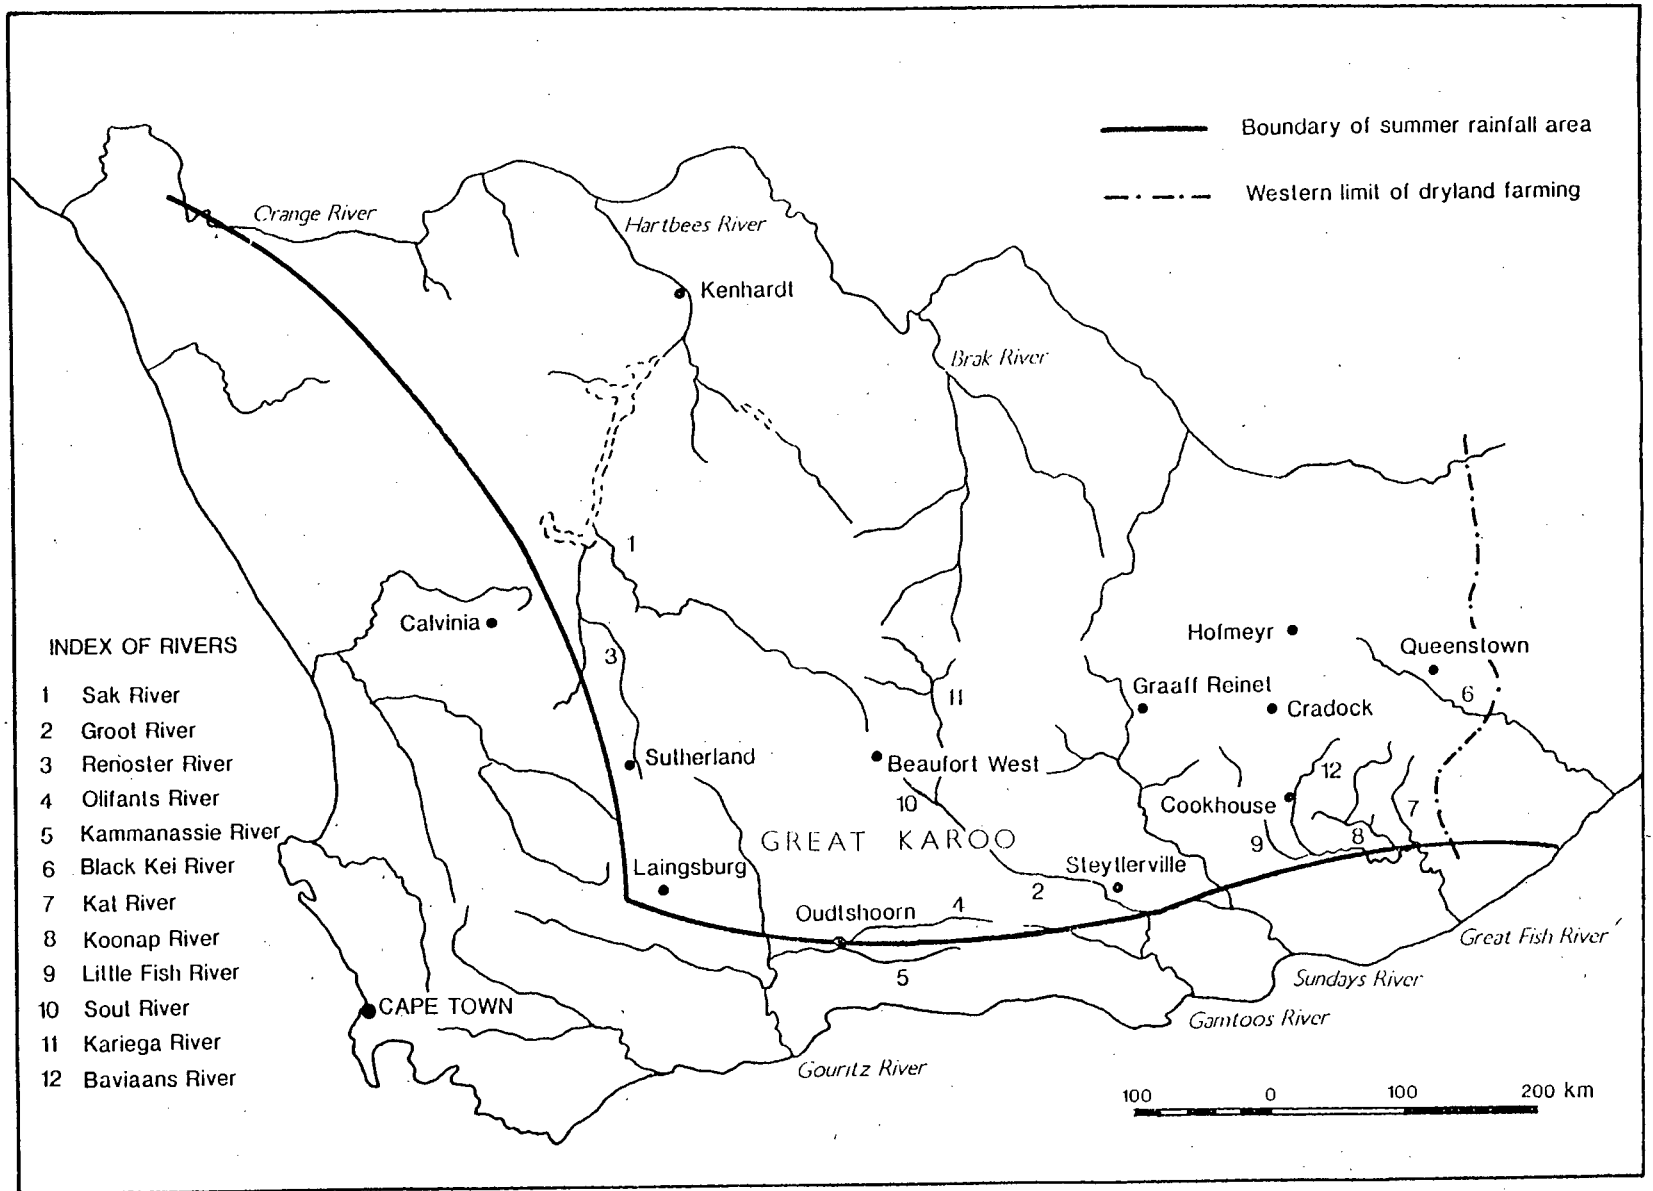 Boundary of summer rainfall area
Western limit of dryland farming
Orange River
Hartbees River
Kenhardt
Brak River
1
Calvinia
Hofmeyr
Queenstown
INDEX OF RIVERS
1 Sak River
2 Groot River
3 Renoster River
4 Olifants River
5 Kammanassie River
6 Black Kei River
7 Kat River
8 Koonap River
9 Little Fish River
10 Sout River
11 Kariega River
12 Baviaans River
3
11
Graaff Reinet
Cradock
6
Sutherland
Beaufort West
10
12
Cookhouse
7
GREAT KAROO
9
8
Laingsburg
Steytlerville
2
Oudtshoorn
4
5
Great Fish River
Sundays River
CAPE TOWN
Gamtoos River
Gouritz River
100 0 100 200 km